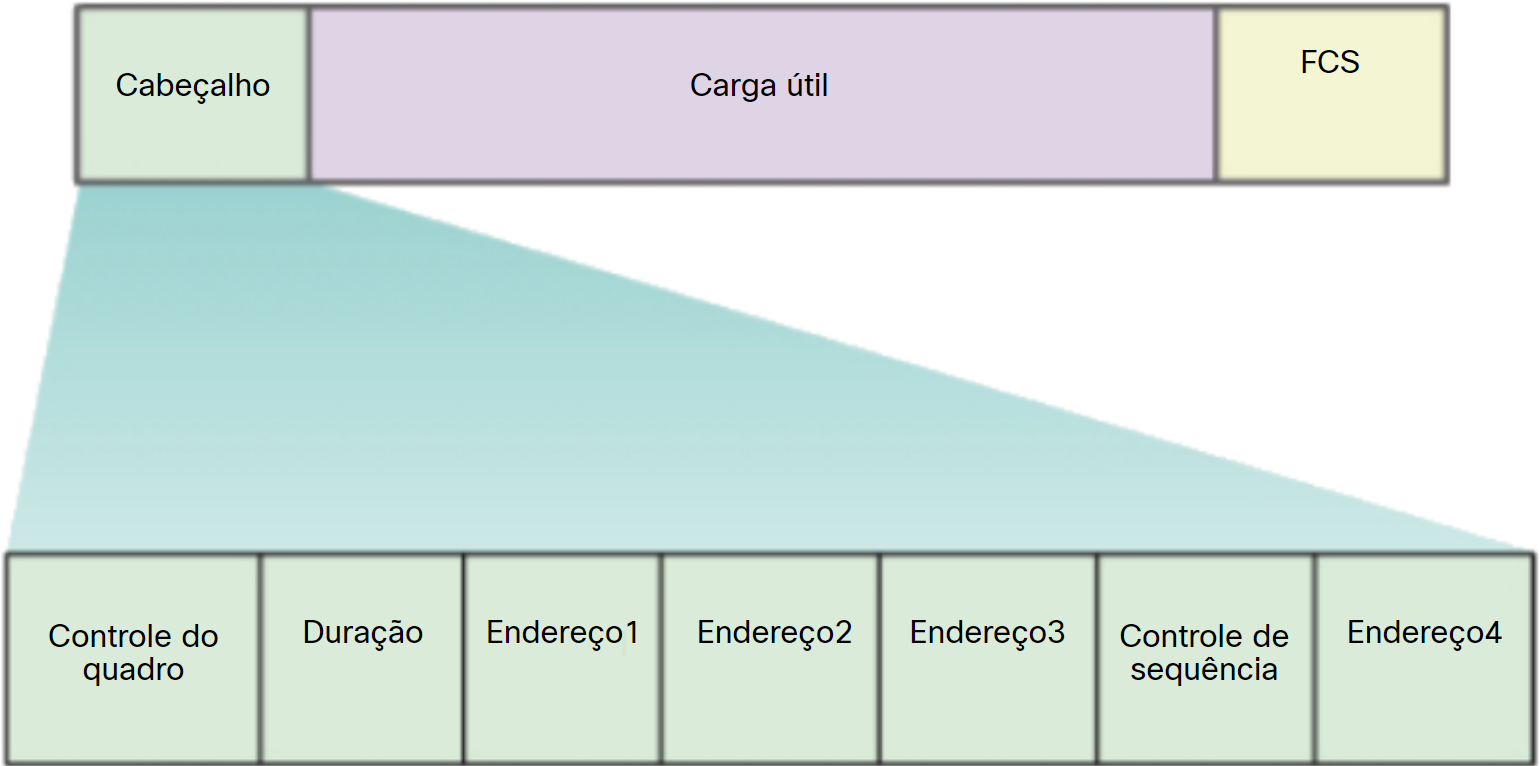 Cabeçalho
Carga útil
FCS
Controle do
quadro
Duração
Endereço1
Endereço2
Endereço3
Controle de
sequência
Endereço4